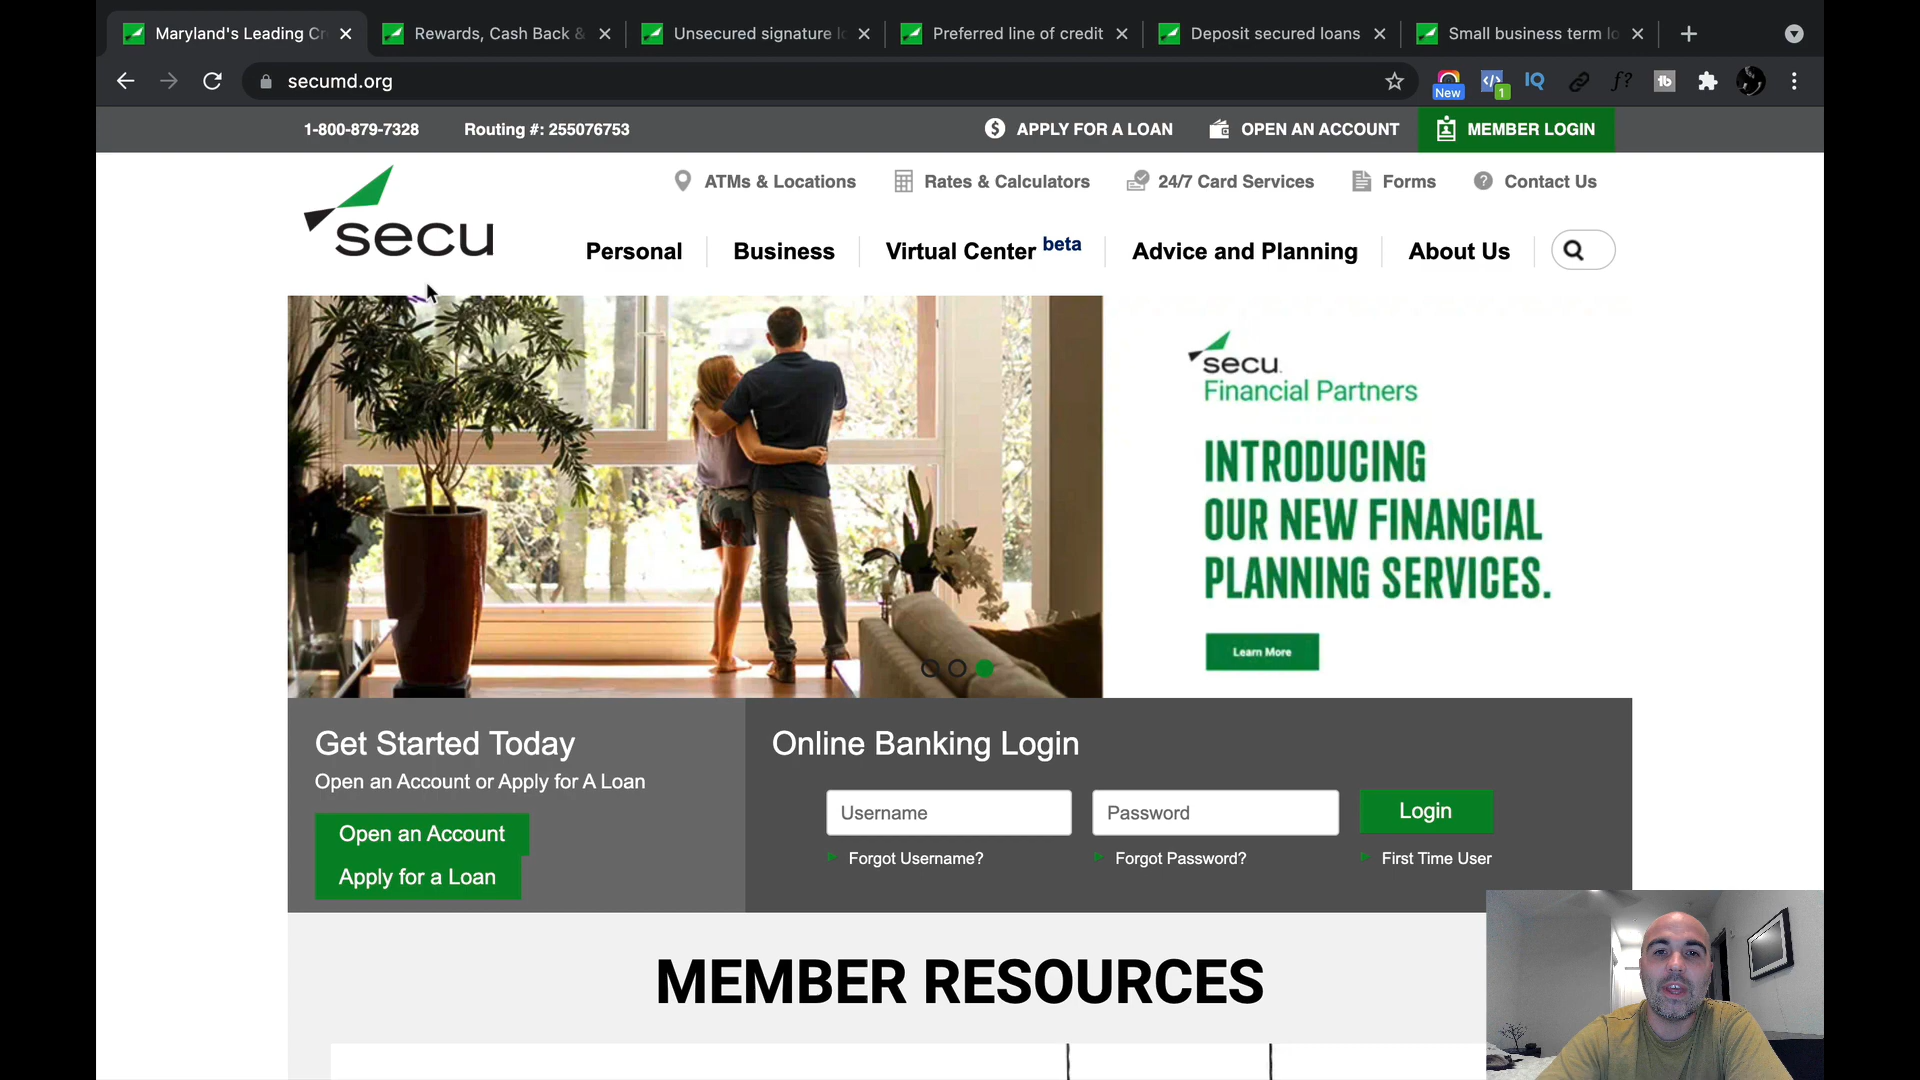 Maryland's Leading Cr
Rewards, Cash Back &
Unsecured signature lo
Preferred line of credit
Deposit secured loans
Small business term lo
secumd.org
New
1
IQ
f?
tb
1-800-879-7328
Routing #: 255076753
APPLY FOR A LOAN
OPEN AN ACCOUNT
MEMBER LOGIN
ATMs & Locations
Rates & Calculators
24/7 Card Services
Forms
Contact Us
secu
Personal
Business
Virtual Center beta
Advice and Planning
About Us
secu
Financial Partners
INTRODUCING
OUR NEW FINANCIAL
PLANNING SERVICES.
Learn More
Get Started Today
Open an Account or Apply for A Loan
Open an Account
Apply for a Loan
Online Banking Login
Username
Password
Login
Forgot Username?
Forgot Password?
First Time User
MEMBER RESOURCES